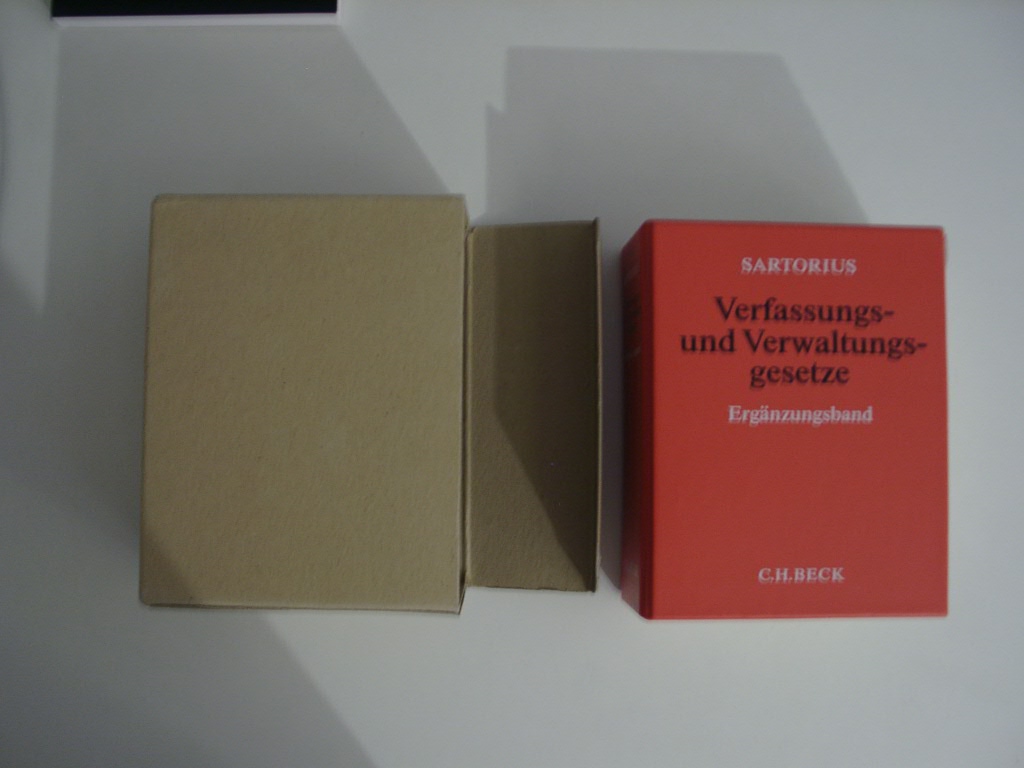 SARTORIUS
Verfassungs-
und Verwaltungs-
gesetze
Ergänzungsband
C.H.BECK